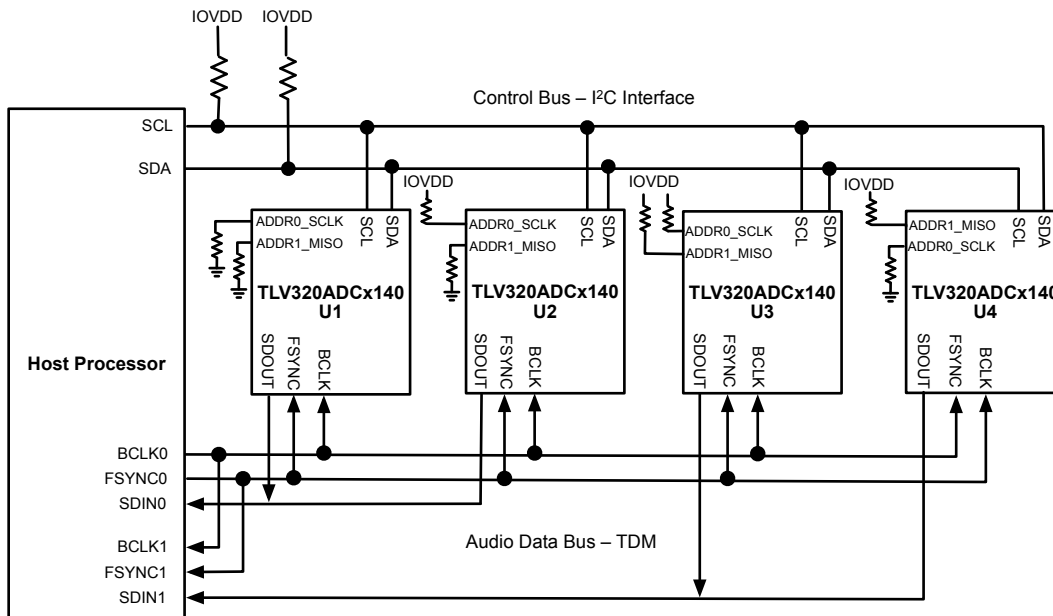 IOVDD IOVDD
Control Bus – I²C Interface
SCL
SDA
IOVDD
IOVDD
IOVDD
ADDR0_SCLK
ADDR1_MISO
SCL
SDA
TLV320ADCx140
U1
SDOUT
FSYNC
BCLK
ADDR0_SCLK
ADDR1_MISO
SCL
SDA
TLV320ADCx140
U2
SDOUT
FSYNC
BCLK
ADDR0_SCLK
ADDR1_MISO
SCL
SDA
TLV320ADCx140
U3
SDOUT
FSYNC
BCLK
ADDR1_MISO
ADDR0_SCLK
SCL
SDA
TLV320ADCx140
U4
SDOUT
FSYNC
BCLK
Host Processor
BCLK0
FSYNC0
SDIN0
BCLK1
FSYNC1
SDIN1
Audio Data Bus – TDM